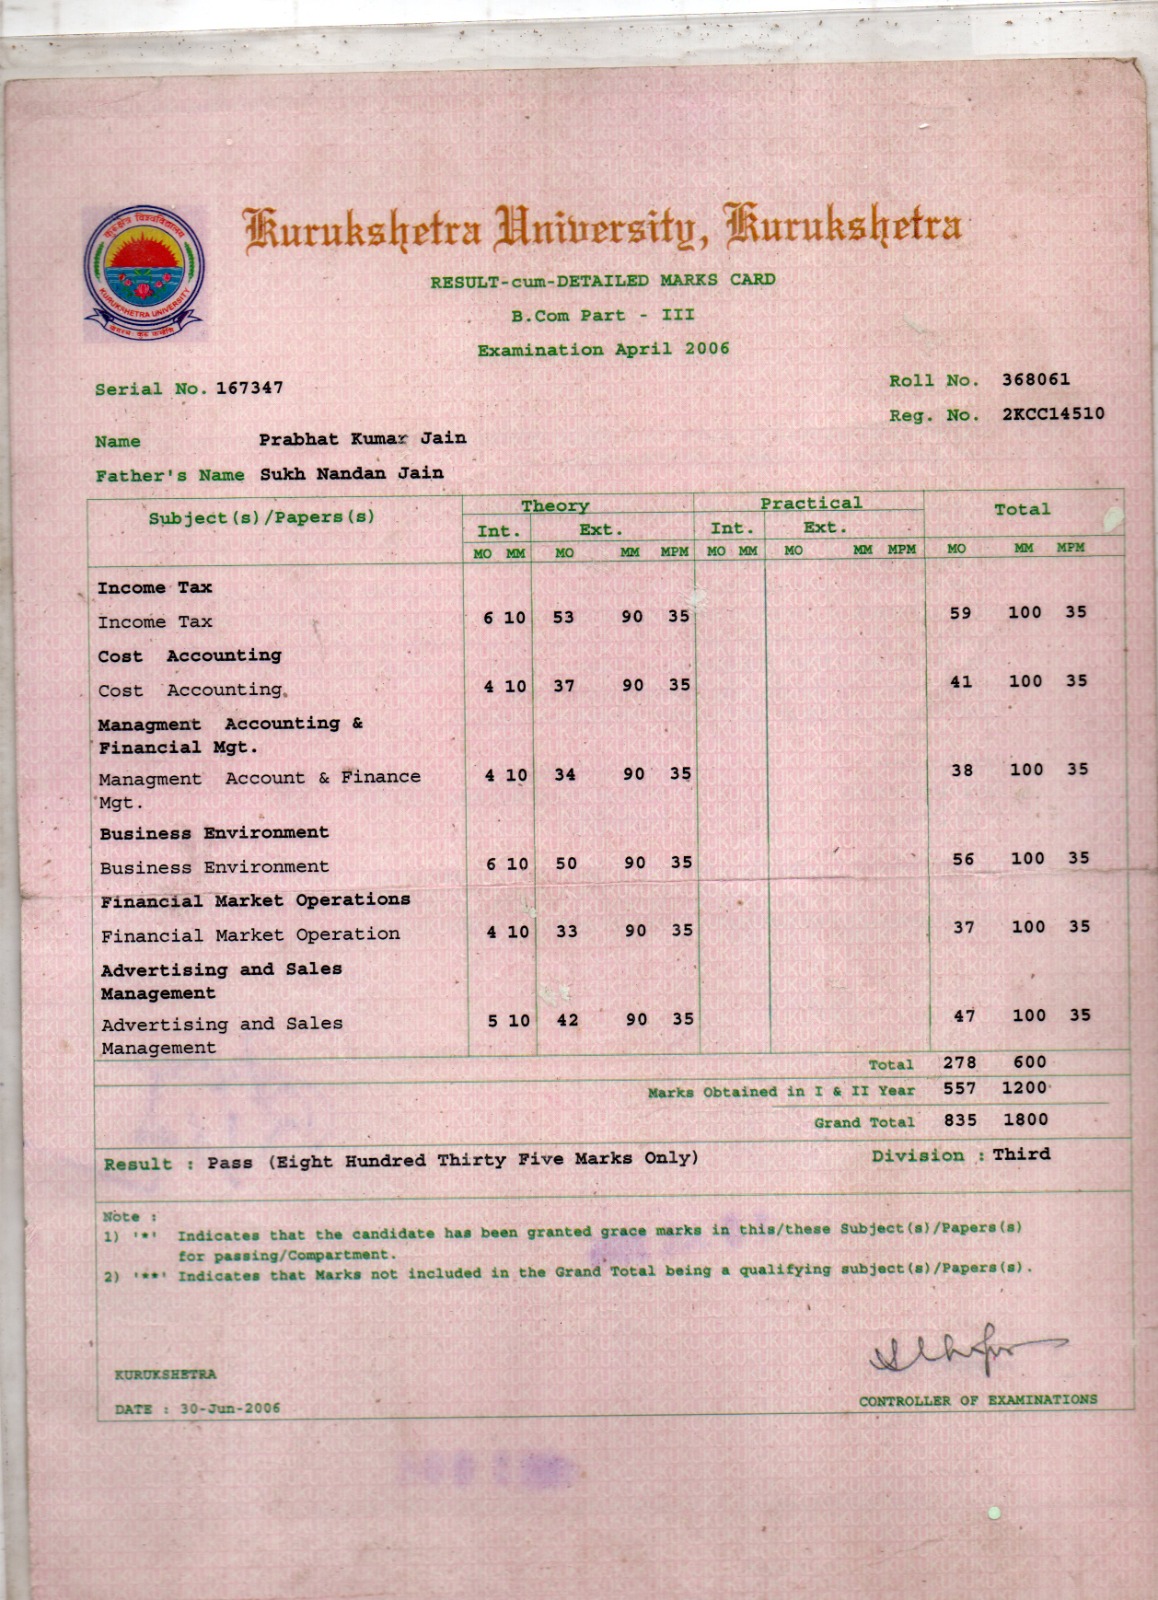 कुरुक्षेत्र विश्वविद्यालय
KURUKSHETRA UNIVERSITY
Kurukshetra University, Kurukshetra
RESULT-cum-DETAILED MARKS CARD
B.Com Part - III
Examination April 2006
Serial No. 167347 Roll No. 368061
Reg. No. 2KCC14510
Name Prabhat Kumar Jain
Father's Name Sukh Nandan Jain
Subject(s)/Papers(s) Theory Practical Total
Int. Ext. Int. Ext.
MO MM MO MM MPM MO MM MO MM MPM MO MM MPM
Income Tax
Income Tax 6 10 53 90 35 59 100 35
Cost Accounting
Cost Accounting 4 10 37 90 35 41 100 35
Managment Accounting &
Financial Mgt.
Managment Account & Finance 4 10 34 90 35 38 100 35
Mgt.
Business Environment
Business Environment 6 10 50 90 35 56 100 35
Financial Market Operations
Financial Market Operation 4 10 33 90 35 37 100 35
Advertising and Sales
Management
Advertising and Sales 5 10 42 90 35 47 100 35
Management
Total 278 600
Marks Obtained in I & II Year 557 1200
Grand Total 835 1800
Result : Pass (Eight Hundred Thirty Five Marks Only) Division : Third
Note :
1) '*' Indicates that the candidate has been granted grace marks in this/these Subject(s)/Papers(s)
for passing/Compartment.
2) '**' Indicates that Marks not included in the Grand Total being a qualifying subject(s)/Papers(s).
KURUKSHETRA
DATE : 30-Jun-2006 CONTROLLER OF EXAMINATIONS